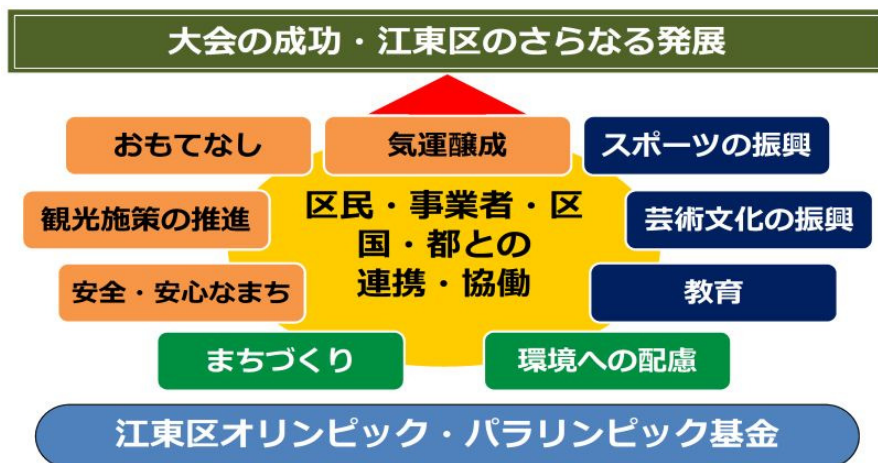 大会の成功・江東区のさらなる発展
おもてなし
気運醸成
スポーツの振興
観光施策の推進
区民・事業者・区
国・都との
連携・協働
芸術文化の振興
安全・安心なまち
教育
まちづくり
環境への配慮
江東区オリンピック・パラリンピック基金